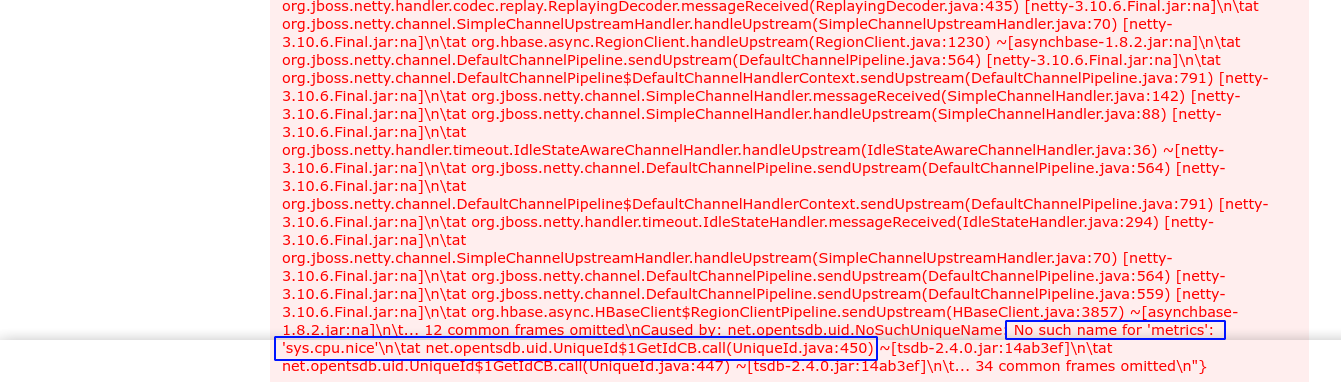 org.jboss.netty.handler.codec.replay.ReplayingDecoder.messageReceived(ReplayingDecoder.java:435) [netty-3.10.6.Final.jar:na]\n\tat
org.jboss.netty.channel.SimpleChannelUpstreamHandler.handleUpstream(SimpleChannelUpstreamHandler.java:70) [netty-
3.10.6.Final.jar:na]\n\tat org.hbase.async.RegionClient.handleUpstream(RegionClient.java:1230) ~[asynchbase-1.8.2.jar:na]\n\tat
org.jboss.netty.channel.DefaultChannelPipeline.sendUpstream(DefaultChannelPipeline.java:564) [netty-3.10.6.Final.jar:na]\n\tat
org.jboss.netty.channel.DefaultChannelPipeline$DefaultChannelHandlerContext.sendUpstream(DefaultChannelPipeline.java:791) [netty-
3.10.6.Final.jar:na]\n\tat org.jboss.netty.channel.SimpleChannelHandler.messageReceived(SimpleChannelHandler.java:142) [netty-
3.10.6.Final.jar:na]\n\tat org.jboss.netty.channel.SimpleChannelHandler.handleUpstream(SimpleChannelHandler.java:88) [netty-
3.10.6.Final.jar:na]\n\tat
org.jboss.netty.handler.timeout.IdleStateAwareChannelHandler.handleUpstream(IdleStateAwareChannelHandler.java:36) ~[netty-
3.10.6.Final.jar:na]\n\tat org.jboss.netty.channel.DefaultChannelPipeline.sendUpstream(DefaultChannelPipeline.java:564) [netty-
3.10.6.Final.jar:na]\n\tat
org.jboss.netty.channel.DefaultChannelPipeline$DefaultChannelHandlerContext.sendUpstream(DefaultChannelPipeline.java:791) [netty-
3.10.6.Final.jar:na]\n\tat org.jboss.netty.handler.timeout.IdleStateHandler.messageReceived(IdleStateHandler.java:294) [netty-
3.10.6.Final.jar:na]\n\tat
org.jboss.netty.channel.SimpleChannelUpstreamHandler.handleUpstream(SimpleChannelUpstreamHandler.java:70) [netty-
3.10.6.Final.jar:na]\n\tat org.jboss.netty.channel.DefaultChannelPipeline.sendUpstream(DefaultChannelPipeline.java:564) [netty-
3.10.6.Final.jar:na]\n\tat org.jboss.netty.channel.DefaultChannelPipeline.sendUpstream(DefaultChannelPipeline.java:559) [netty-
3.10.6.Final.jar:na]\n\tat org.hbase.async.HBaseClient$RegionClientPipeline.sendUpstream(HBaseClient.java:3857) ~[asynchbase-
1.8.2.jar:na]\n\t... 12 common frames omitted\nCaused by: net.opentsdb.uid.NoSuchUniqueName: No such name for 'metrics':
'sys.cpu.nice'\n\tat net.opentsdb.uid.UniqueId$1GetIdCB.call(UniqueId.java:450) ~[tsdb-2.4.0.jar:14ab3ef]\n\tat
net.opentsdb.uid.UniqueId$1GetIdCB.call(UniqueId.java:447) ~[tsdb-2.4.0.jar:14ab3ef]\n\t... 34 common frames omitted\n"}